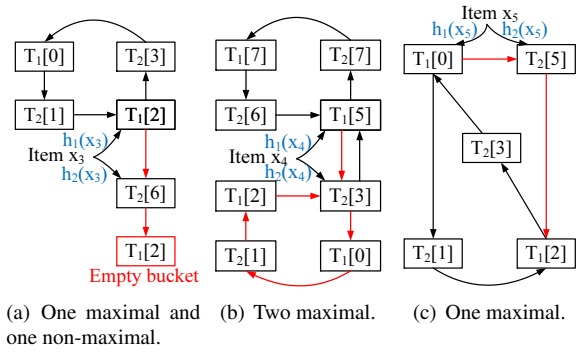 T1[0]
T2[3]
T2[1]
T1[2]
h1(x3)
Item x3
h2(x3)
T2[6]
T1[2]
Empty bucket
(a) One maximal and
one non-maximal.
T1[7]
T2[7]
T2[6]
T1[5]
h1(x4)
Item x4
h2(x4)
T1[2]
T2[3]
T2[1]
T1[0]
(b) Two maximal.
Item x5
h1(x5)
h2(x5)
T1[0]
T2[5]
T2[3]
T2[1]
T1[2]
(c) One maximal.